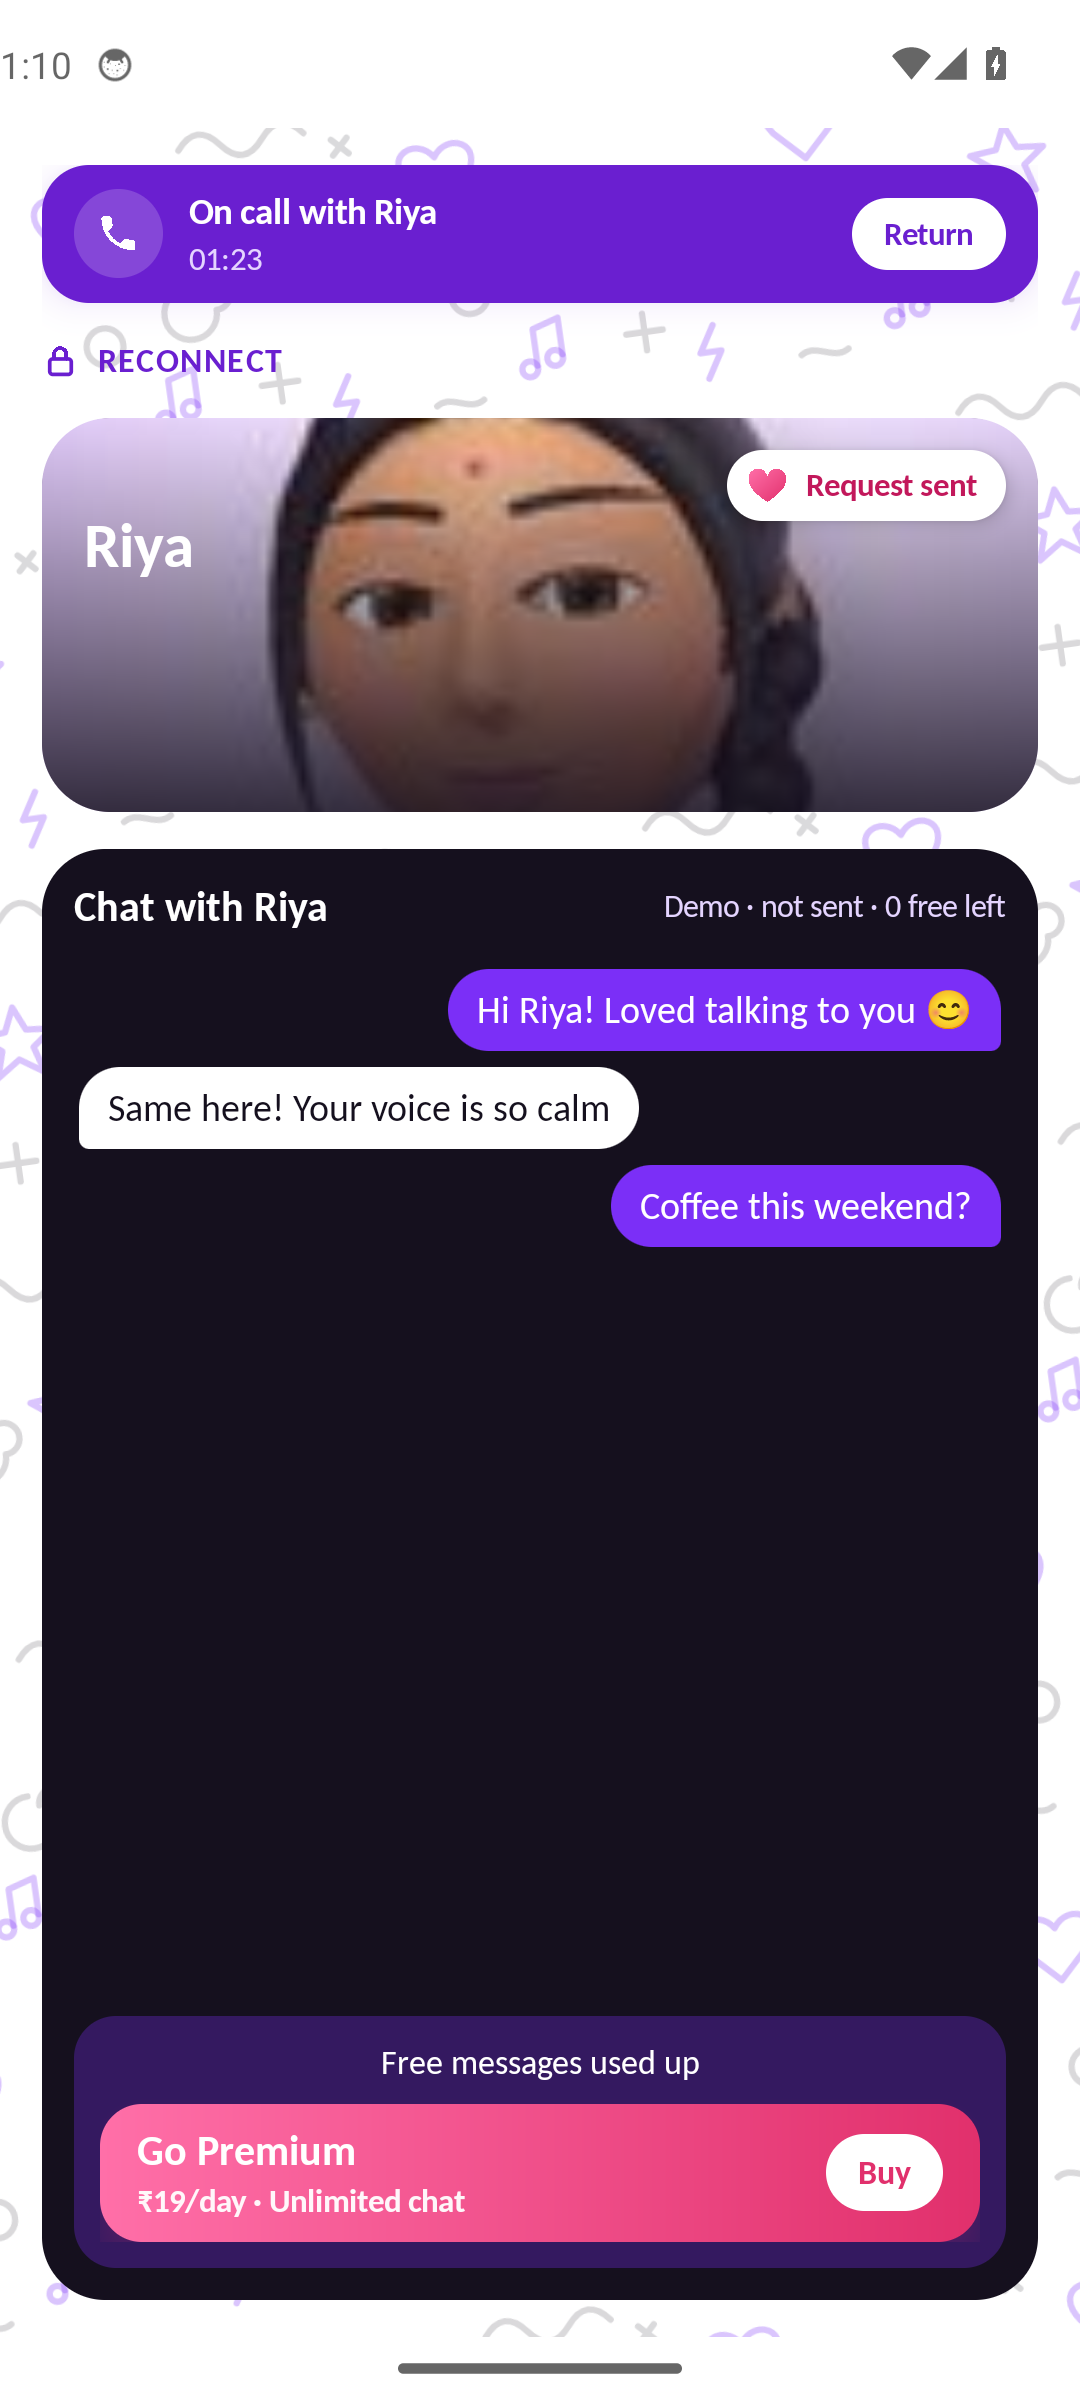 1:10
On call with Riya
01:23
Return
RECONNECT
Request sent
Riya
Chat with Riya
Demo · not sent · 0 free left
Hi Riya! Loved talking to you 😊
Same here! Your voice is so calm
Coffee this weekend?
Free messages used up
Go Premium
₹19/day · Unlimited chat
Buy